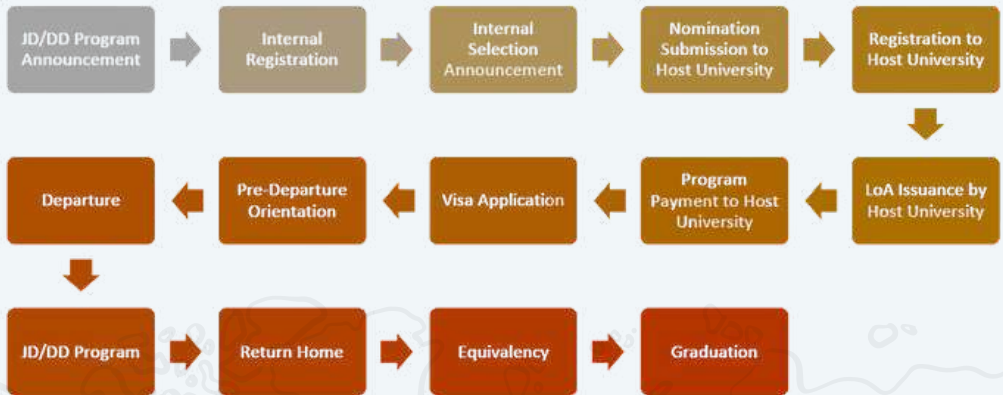 JD/DD Program
Announcement
Internal
Registration
Internal
Selection
Announcement
Nomination
Submission to
Host University
Registration to
Host University
LoA Issuance by
Host University
Program
Payment to Host
University
Visa Application
Pre-Departure
Orientation
Departure
JD/DD Program
Return Home
Equivalency
Graduation